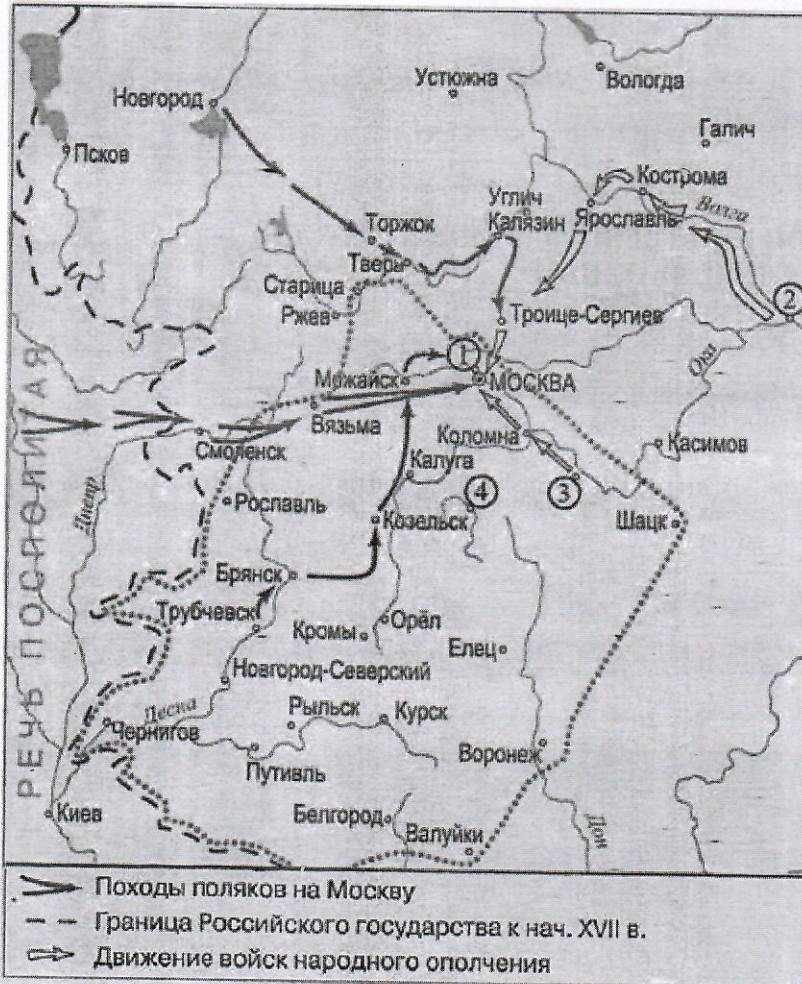 Устюжна
Вологда
Новгород
Галич
Псков
Кострома
Углич
Волга
Калязин
Ярославль
Торжок
Тверь
Старица
2
Ржев
Троице-Сергиев
1
Ока
Можайск
МОСКВА
РЕЧЬ ПОСПОЛИТАЯ
Вязьма
Смоленск
Коломна
Касимов
Калуга
Днепр
Рославль
4
3
Козельск
Шацк
Брянск
Трубчевск
Орёл
Кромы
Елец
Новгород-Северский
Десна
Рыльск
Курск
Чернигов
Воронеж
Путивль
Киев
Белгород
Дон
Валуйки
Походы поляков на Москву
Граница Российского государства к нач. XVII в.
Движение войск народного ополчения